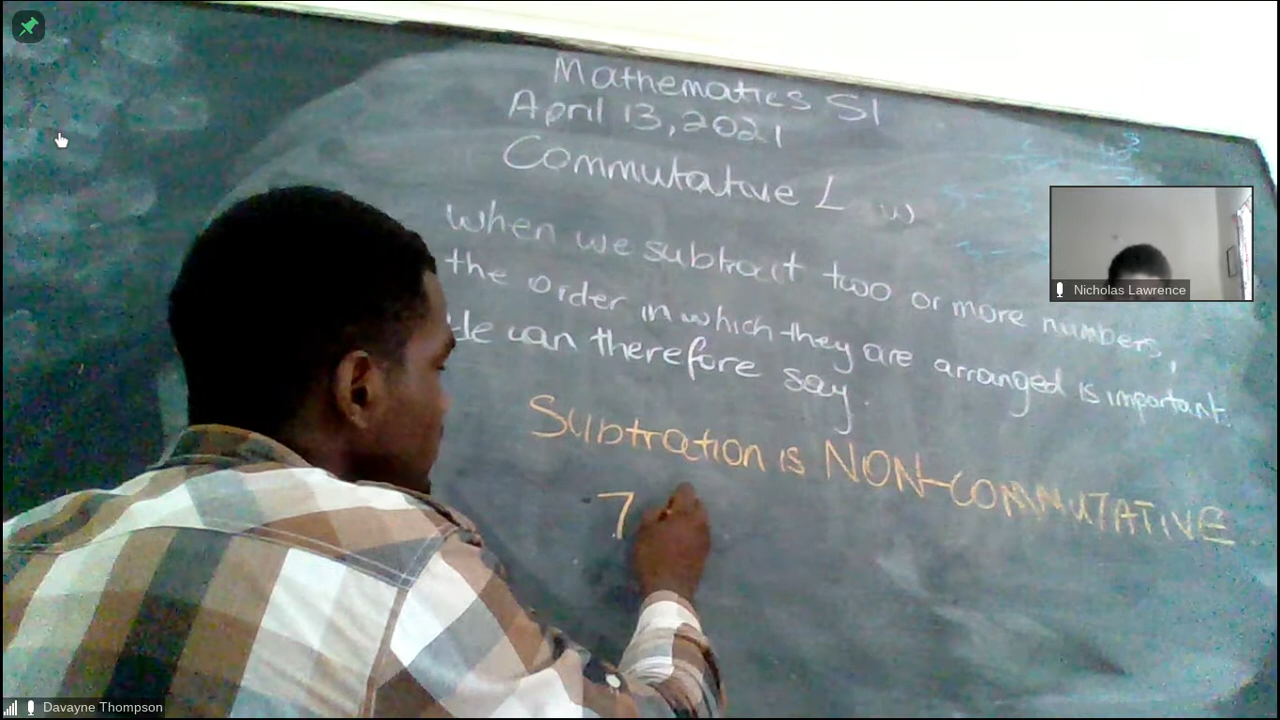 Mathematics S1
April 13, 2021
Commutative L
When we subtract two or more numbers,
the order in which they are arranged is important.
We can therefore say.
Subtration is NON-COMMUTATIVE
7
Nicholas Lawrence
Davayne Thompson